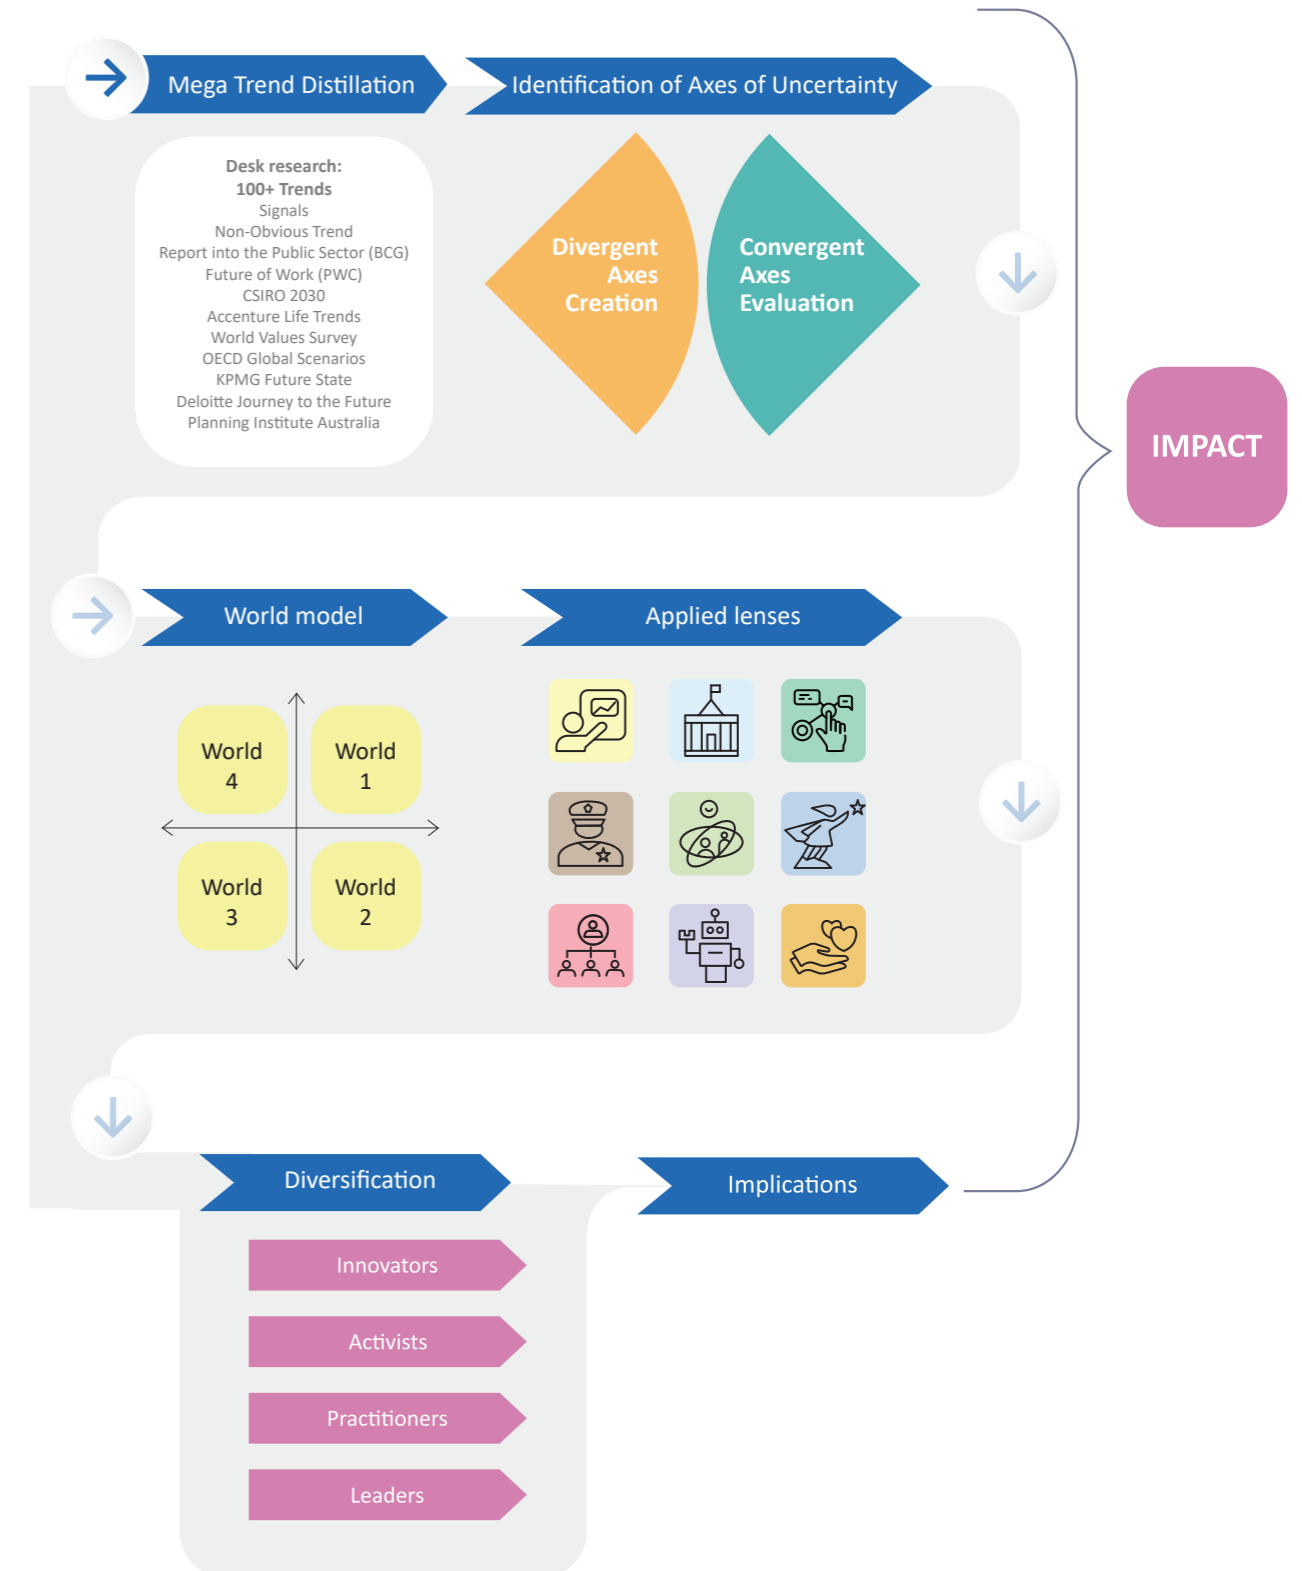 Mega Trend Distillation
Identification of Axes of Uncertainty
Desk research:
100+ Trends
Signals
Non-Obvious Trend
Report into the Public Sector (BCG)
Future of Work (PWC)
CSIRO 2030
Accenture Life Trends
World Values Survey
OECD Global Scenarios
KPMG Future State
Deloitte Journey to the Future
Planning Institute Australia
Divergent
Axes
Creation
Convergent
Axes
Evaluation
IMPACT
World model
Applied lenses
World
4
World
1
World
3
World
2
Diversification
Implications
Innovators
Activists
Practitioners
Leaders